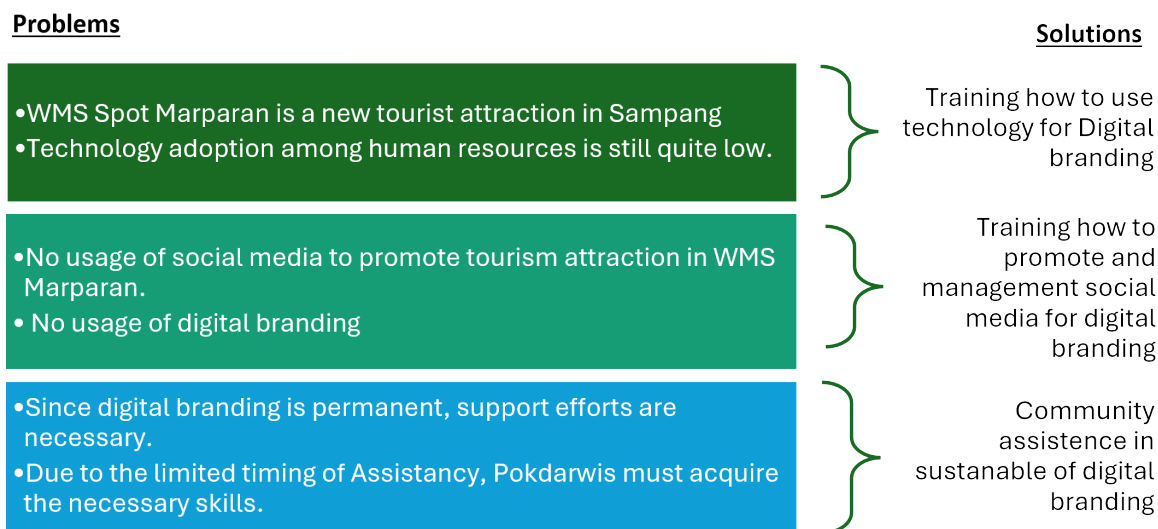 Problems
Solutions
•WMS Spot Marparan is a new tourist attraction in Sampang
•Technology adoption among human resources is still quite low.
Training how to use
technology for Digital
branding
•No usage of social media to promote tourism attraction in WMS
Marparan.
• No usage of digital branding
Training how to
promote and
management social
media for digital
branding
•Since digital branding is permanent, support efforts are
necessary.
•Due to the limited timing of Assistancy, Pokdarwis must acquire
the necessary skills.
Community
assistence in
sustanable of digital
branding